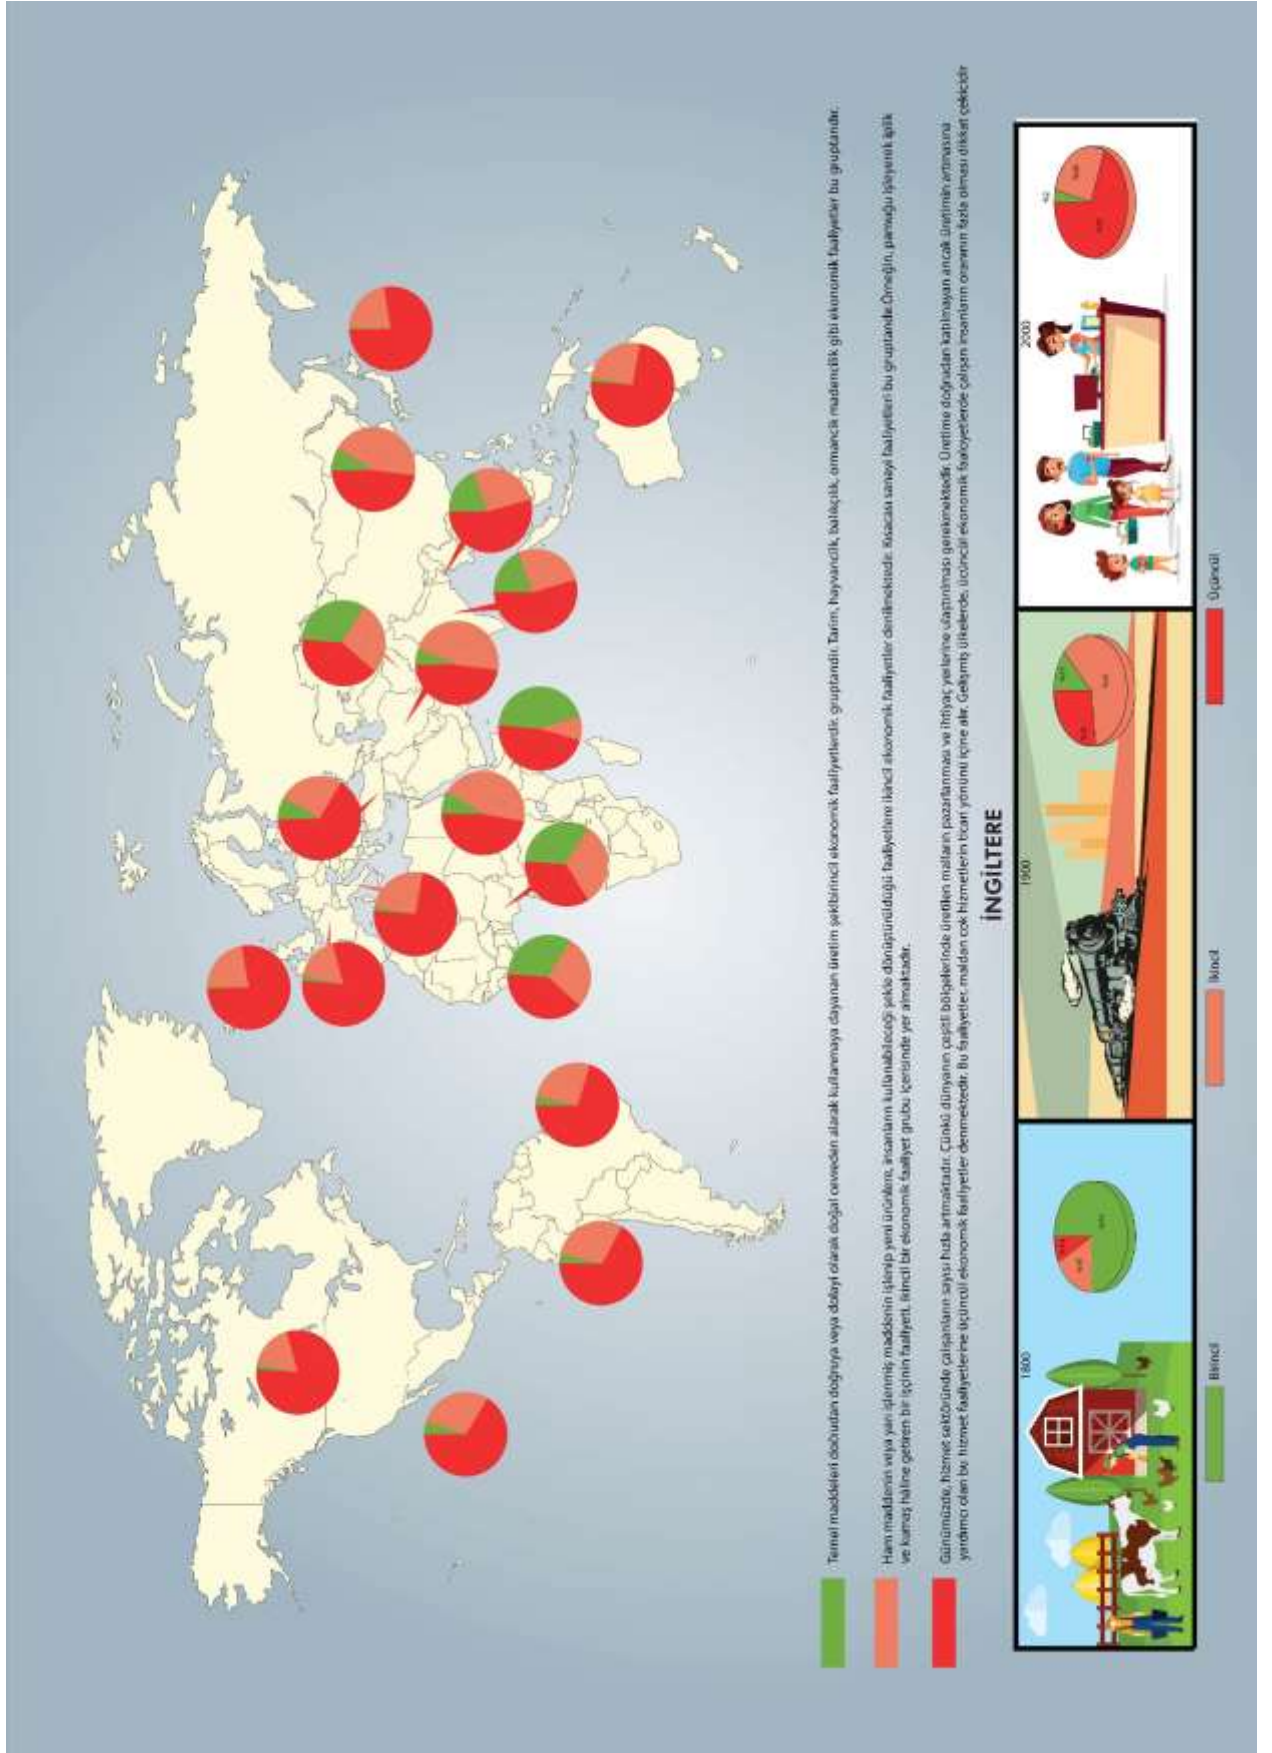 Temel maddeleri doğrudan doğruya veya dolayı olarak doğal çevreden alarak kullanmaya dayanan üretim şekli birincil ekonomik faaliyetlerdir. gruptandır. Tarım, hayvancılık, balıkçılık, ormancılık madencilik gibi ekonomik faaliyetler bu gruptandır.
Ham maddenin veya yarı işlenmiş maddenin işlenip yeni ürünlere, insanların kullanabileceği şekle dönüştürüldüğü faaliyetlere ikincil ekonomik faaliyetler denilmektedir. Kısacası sanayi faaliyetleri bu gruptandır.Örneğin, pamuğu işleyerek iplik
ve kumaş hâline getiren bir işçinin faaliyeti, ikincil bir ekonomik faaliyet grubu içerisinde yer almaktadır.
Günümüzde, hizmet sektöründe çalışanların sayısı hızla artmaktadır. Çünkü dünyanın çeşitli bölgelerinde üretilen malların pazarlanması ve ihtiyaç yerlerine ulaştırılması gerekmektedir. Üretime doğrudan katılmayan ancak üretimin artmasına
yardımcı olan bu hizmet faaliyetlerine üçüncül ekonomik faaliyetler denmektedir. Bu faaliyetler, maldan çok hizmetlerin ticari yönünü içine alır. Gelişmiş ülkelerde, üçüncül ekonomik faaliyetlerde çalışan insanların oranının fazla olması dikkat çekicidir
İNGİLTERE
1800
1900
2000
Birincil
İkincil
Üçüncül